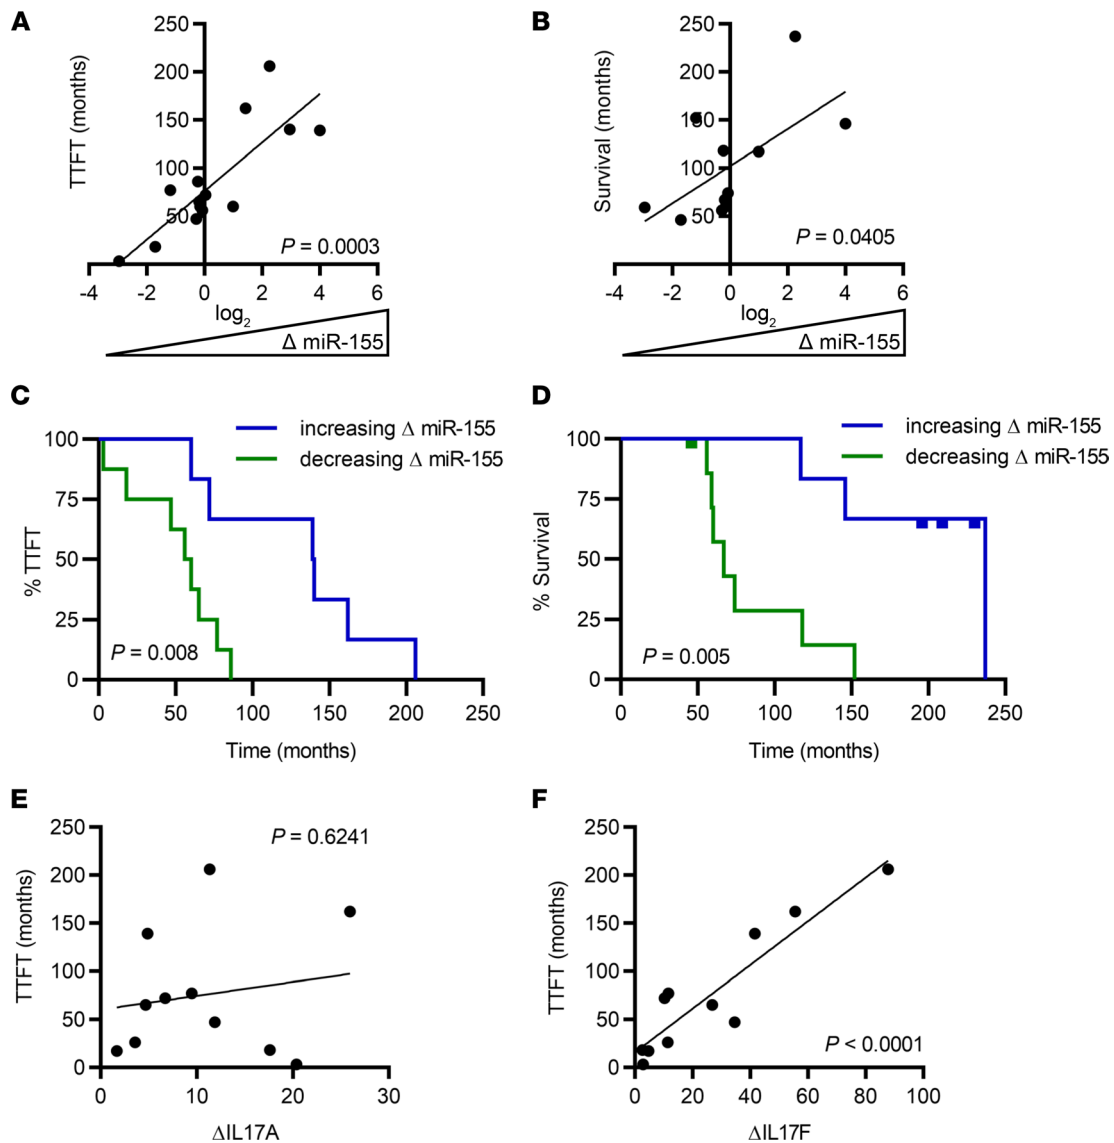 A
TTFT (months)
250
200
150
100
50
P = 0.0003
-4 -2 0 2 4 6
log2
Δ miR-155
B
Survival (months)
250
200
150
100
50
P = 0.0405
-4 -2 0 2 4 6
log2
Δ miR-155
C
increasing Δ miR-155
decreasing Δ miR-155
% TTFT
100
75
50
25
0
P = 0.008
0 50 100 150 200 250
Time (months)
D
increasing Δ miR-155
decreasing Δ miR-155
% Survival
100
75
50
25
0
P = 0.005
0 50 100 150 200 250
Time (months)
E
P = 0.6241
TTFT (months)
250
200
150
100
50
0
0 10 20 30
ΔIL17A
F
TTFT (months)
250
200
150
100
50
0
P < 0.0001
0 20 40 60 80 100
ΔIL17F